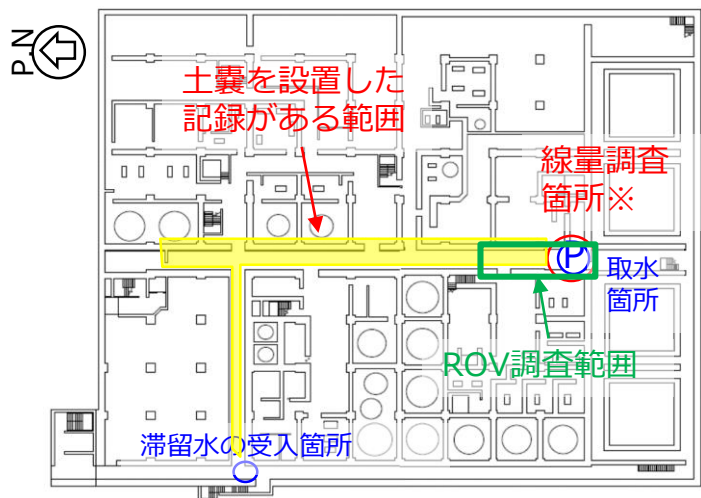 P.N
土嚢を設置した
記録がある範囲
線量調査
箇所※
P
取水
箇所
ROV調査範囲
滞留水の受入箇所